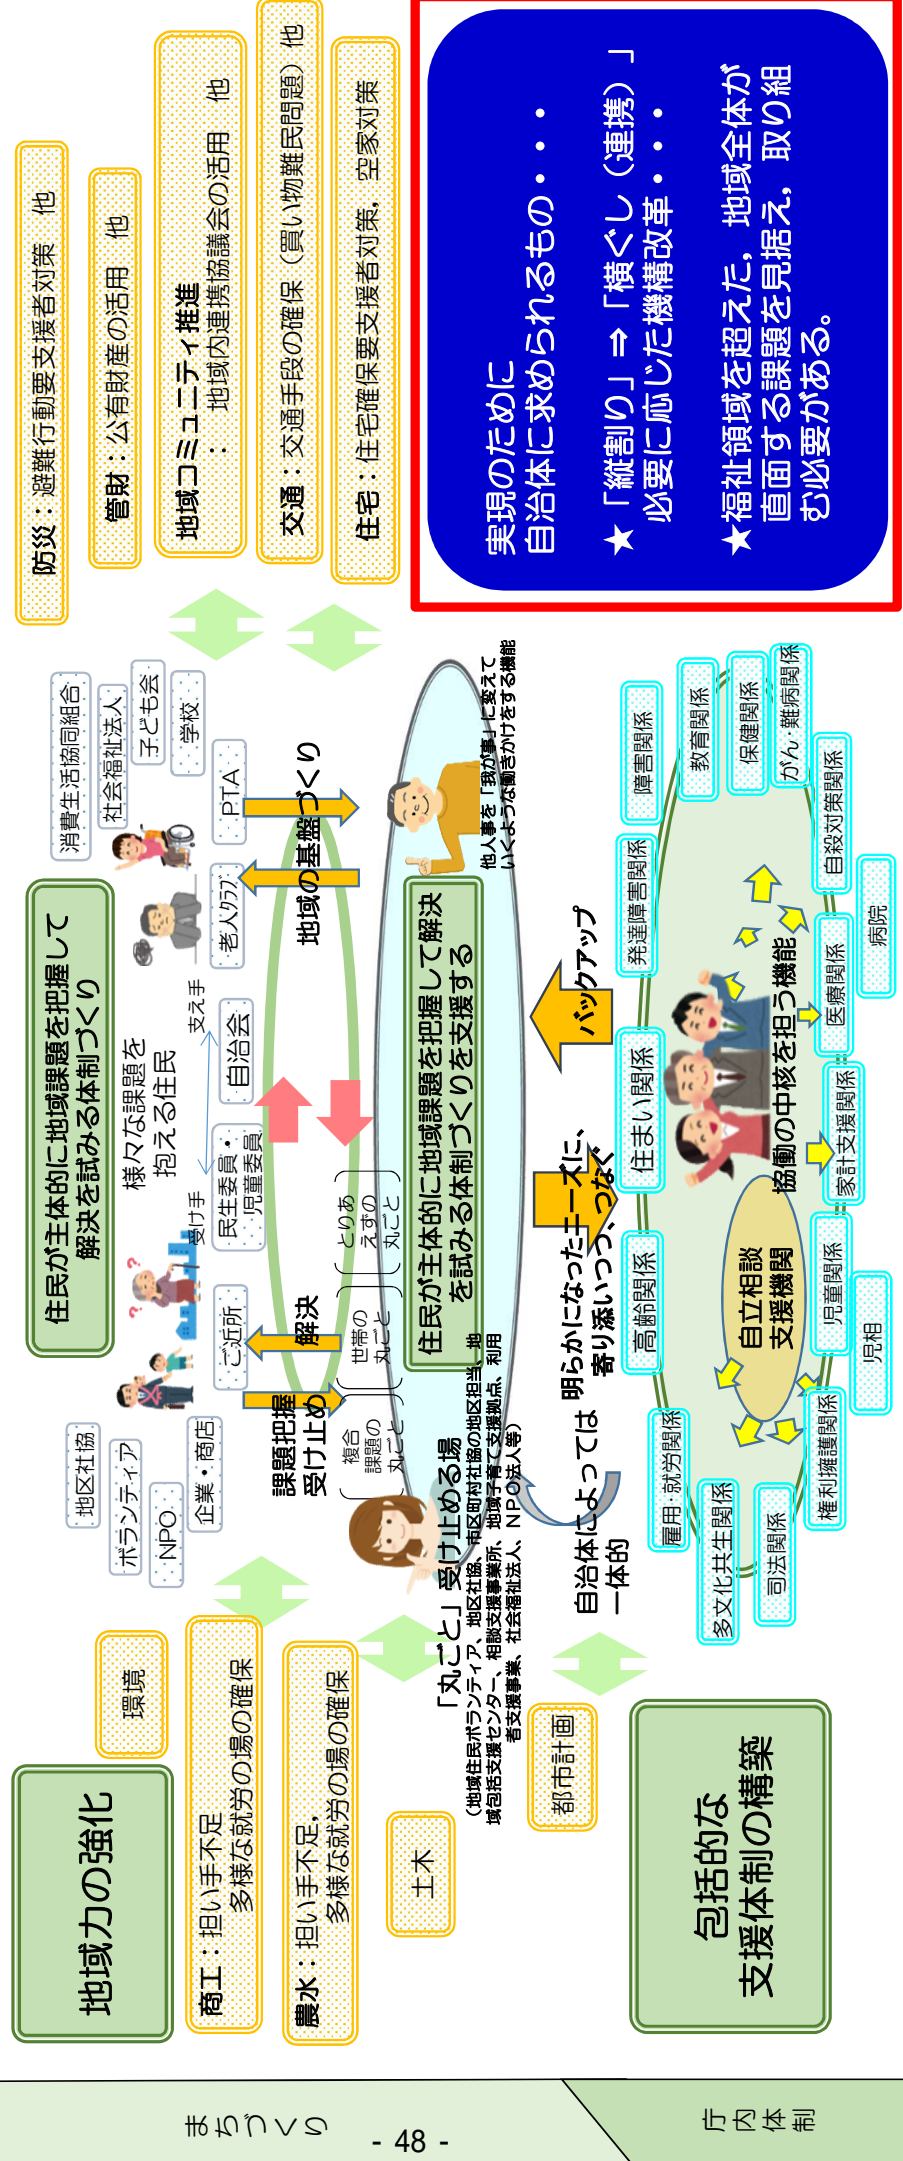 地域力の強化
環境
商工：担い手不足
多様な就労の場の確保
農水：担い手不足，
多様な就労の場の確保
土木
都市計画
包括的な
支援体制の構築
住民が主体的に地域課題を把握して
解決を試みる体制づくり
様々な課題を
抱える住民
受け手
支え手
地区社協
ボランティア
NPO
企業・商店
ご近所
民生委員・
児童委員
自治会
老人クラブ
PTA
消費生活協同組合
社会福祉法人
子ども会
学校
課題把握
受け止め
解決
地域の基盤づくり
複合
課題の
丸ごと
世帯の
丸ごと
とりあ
えずの
丸ごと
住民が主体的に地域課題を把握して解決
を試みる体制づくりを支援する
他人事を「我が事」に変えて
いくような働きかけをする機能
「丸ごと」受け止める場
（地域住民ボランティア、地区社協、市区町村社協の地区担当、地
域包括支援センター、相談支援事業所、地域子育て支援拠点、利用
者支援事業、社会福祉法人、ＮＰＯ法人等）
自治体によっては
一体的
明らかになったニーズに、
寄り添いつつ、つなぐ
バックアップ
雇用・就労関係
多文化共生関係
司法関係
権利擁護関係
高齢関係
住まい関係
発達障害関係
障害関係
教育関係
保健関係
がん・難病関係
自殺対策関係
病院
医療関係
家計支援関係
児童関係
児相
自立相談
支援機関
協働の中核を担う機能
防災：避難行動要支援者対策　他
管財：公有財産の活用　他
地域コミュニティ推進
：　地域内連携協議会の活用　他
交通：交通手段の確保（買い物難民問題）他
住宅：住宅確保要支援者対策，　空家対策
実現のために
自治体に求められるもの・・・
★「縦割り」⇒「横ぐし（連携）」
必要に応じた機構改革・・・
★福祉領域を超えた，地域全体が
直面する課題を見据え，取り組
む必要がある。
まちづくり
庁内体制
- 48 -